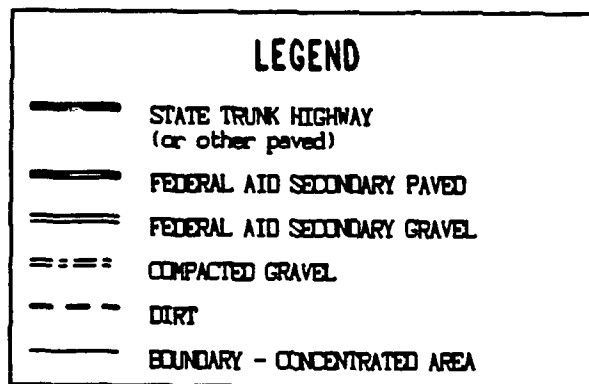 LEGEND
STATE TRUNK HIGHWAY
(or other paved)
FEDERAL AID SECONDARY PAVED
FEDERAL AID SECONDARY GRAVEL
COMPACTED GRAVEL
DIRT
BOUNDARY - CONCENTRATED AREA